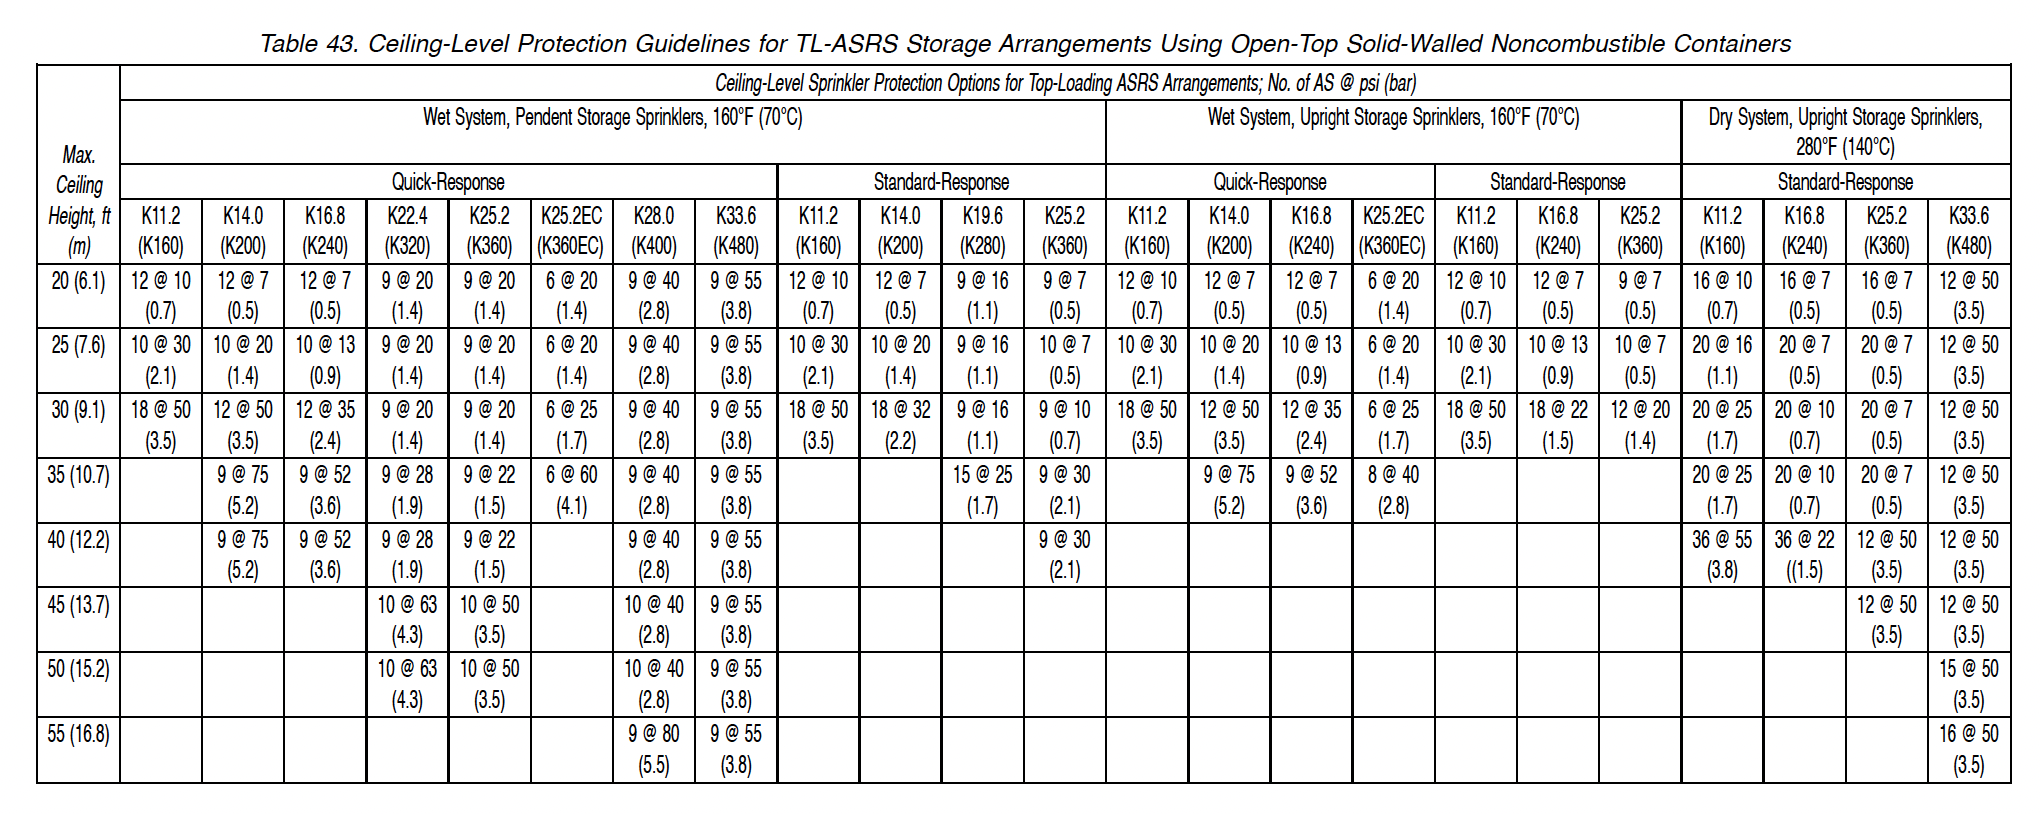 Table 43. Ceiling-Level Protection Guidelines for TL-ASRS Storage Arrangements Using Open-Top Solid-Walled Noncombustible Containers
Max. Ceiling Height, ft (m)
Ceiling-Level Sprinkler Protection Options for Top-Loading ASRS Arrangements; No. of AS @ psi (bar)
Wet System, Pendent Storage Sprinklers, 160°F (70°C) Wet System, Upright Storage Sprinklers, 160°F (70°C) Dry System, Upright Storage Sprinklers,
280°F (140°C)
Quick-Response Standard-Response Quick-Response Standard-Response Standard-Response
K11.2 K14.0 K16.8 K22.4 K25.2 K25.2EC K28.0 K33.6 K11.2 K14.0 K19.6 K25.2 K11.2 K14.0 K16.8 K25.2EC K11.2 K16.8 K25.2 K11.2 K16.8 K25.2 K33.6
(K160) (K200) (K240) (K320) (K360) (K360EC) (K400) (K480) (K160) (K200) (K280) (K360) (K160) (K200) (K240) (K360EC) (K160) (K240) (K360) (K160) (K240) (K360) (K480)
20 (6.1) 12 @ 10 12 @ 7 12 @ 7 9 @ 20 9 @ 20 6 @ 20 9 @ 40 9 @ 55 12 @ 10 12 @ 7 9 @ 16 9 @ 7 12 @ 10 12 @ 7 12 @ 7 6 @ 20 12 @ 10 12 @ 7 9 @ 7 16 @ 10 16 @ 7 16 @ 7 12 @ 50
(0.7) (0.5) (0.5) (1.4) (1.4) (1.4) (2.8) (3.8) (0.7) (0.5) (1.1) (0.5) (0.7) (0.5) (0.5) (1.4) (0.7) (0.5) (0.5) (0.7) (0.5) (0.5) (3.5)
25 (7.6) 10 @ 30 10 @ 20 10 @ 13 9 @ 20 9 @ 20 6 @ 20 9 @ 40 9 @ 55 10 @ 30 10 @ 20 9 @ 16 10 @ 7 10 @ 30 10 @ 20 10 @ 13 6 @ 20 10 @ 30 10 @ 13 10 @ 7 20 @ 16 20 @ 7 20 @ 7 12 @ 50
(2.1) (1.4) (0.9) (1.4) (1.4) (1.4) (2.8) (3.8) (2.1) (1.4) (1.1) (0.5) (2.1) (1.4) (0.9) (1.4) (2.1) (0.9) (0.5) (1.1) (0.5) (0.5) (3.5)
30 (9.1) 18 @ 50 12 @ 50 12 @ 35 9 @ 20 9 @ 20 6 @ 25 9 @ 40 9 @ 55 18 @ 50 18 @ 32 9 @ 16 9 @ 10 18 @ 50 12 @ 50 12 @ 35 6 @ 25 18 @ 50 18 @ 22 12 @ 20 20 @ 25 20 @ 10 20 @ 7 12 @ 50
(3.5) (3.5) (2.4) (1.4) (1.4) (1.7) (2.8) (3.8) (3.5) (2.2) (1.1) (0.7) (3.5) (3.5) (2.4) (1.7) (3.5) (1.5) (1.4) (1.7) (0.7) (0.5) (3.5)
35 (10.7) 9 @ 75 9 @ 52 9 @ 28 9 @ 22 6 @ 60 9 @ 40 9 @ 55 15 @ 25 9 @ 30 9 @ 75 9 @ 52 8 @ 40 20 @ 25 20 @ 10 20 @ 7 12 @ 50
(5.2) (3.6) (1.9) (1.5) (4.1) (2.8) (3.8) (1.7) (2.1) (5.2) (3.6) (2.8) (1.7) (0.7) (0.5) (3.5)
40 (12.2) 9 @ 75 9 @ 52 9 @ 28 9 @ 22 9 @ 40 9 @ 55 9 @ 30 36 @ 55 36 @ 22 12 @ 50 12 @ 50
(5.2) (3.6) (1.9) (1.5) (2.8) (3.8) (2.1) (3.8) ((1.5) (3.5) (3.5)
45 (13.7) 10 @ 63 10 @ 50 10 @ 40 9 @ 55 12 @ 50 12 @ 50
(4.3) (3.5) (2.8) (3.8) (3.5) (3.5)
50 (15.2) 10 @ 63 10 @ 50 10 @ 40 9 @ 55 15 @ 50
(4.3) (3.5) (2.8) (3.8) (3.5)
55 (16.8) 9 @ 80 9 @ 55 16 @ 50
(5.5) (3.8) (3.5)